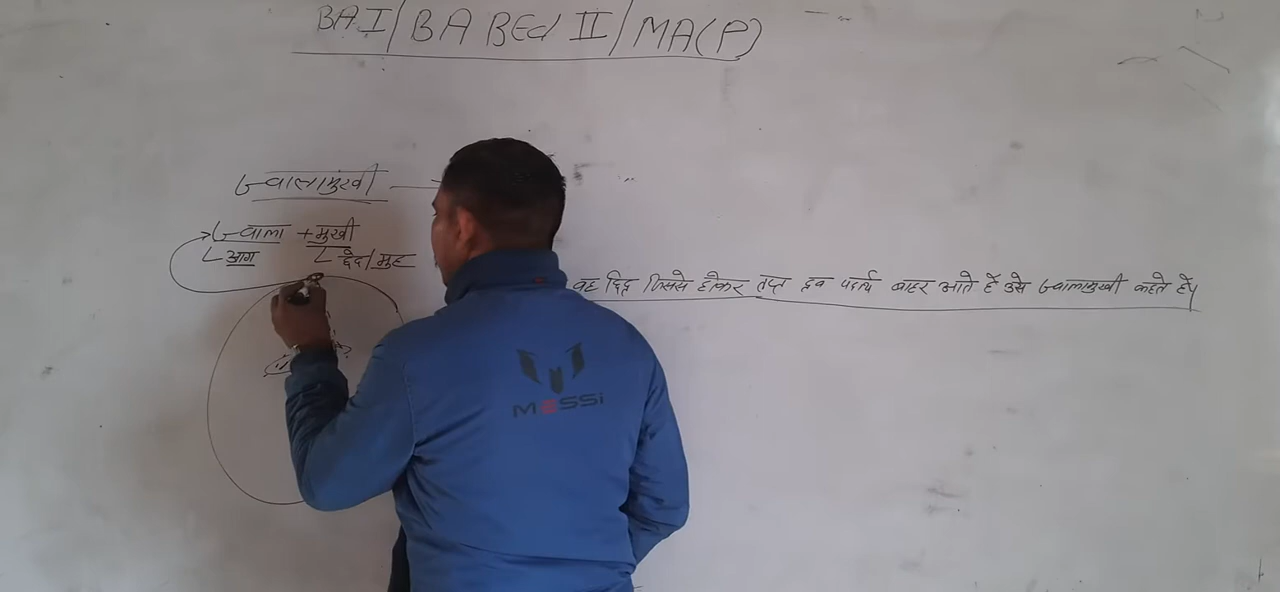 BA I / BA BEd II / MA(P)
ज्वालामुखी
ज्वाला + मुखी
आग छेद/मुह
वह छिद्र जिससे होकर तप्त द्रव पदार्थ बाहर आते हैं उसे ज्वालामुखी कहते हैं।
MESSI